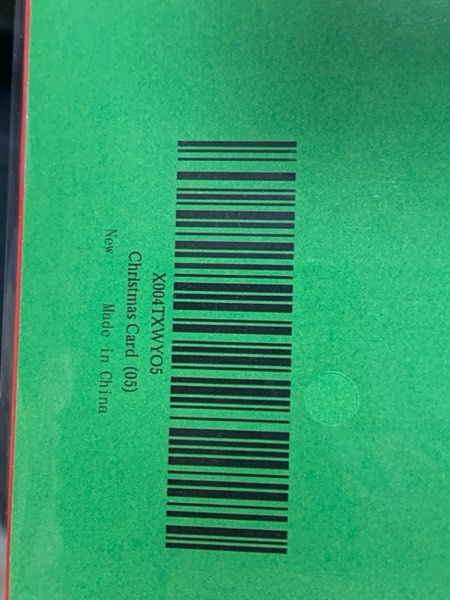 X004TXWYO5
Christmas Card (05)
New Made in China